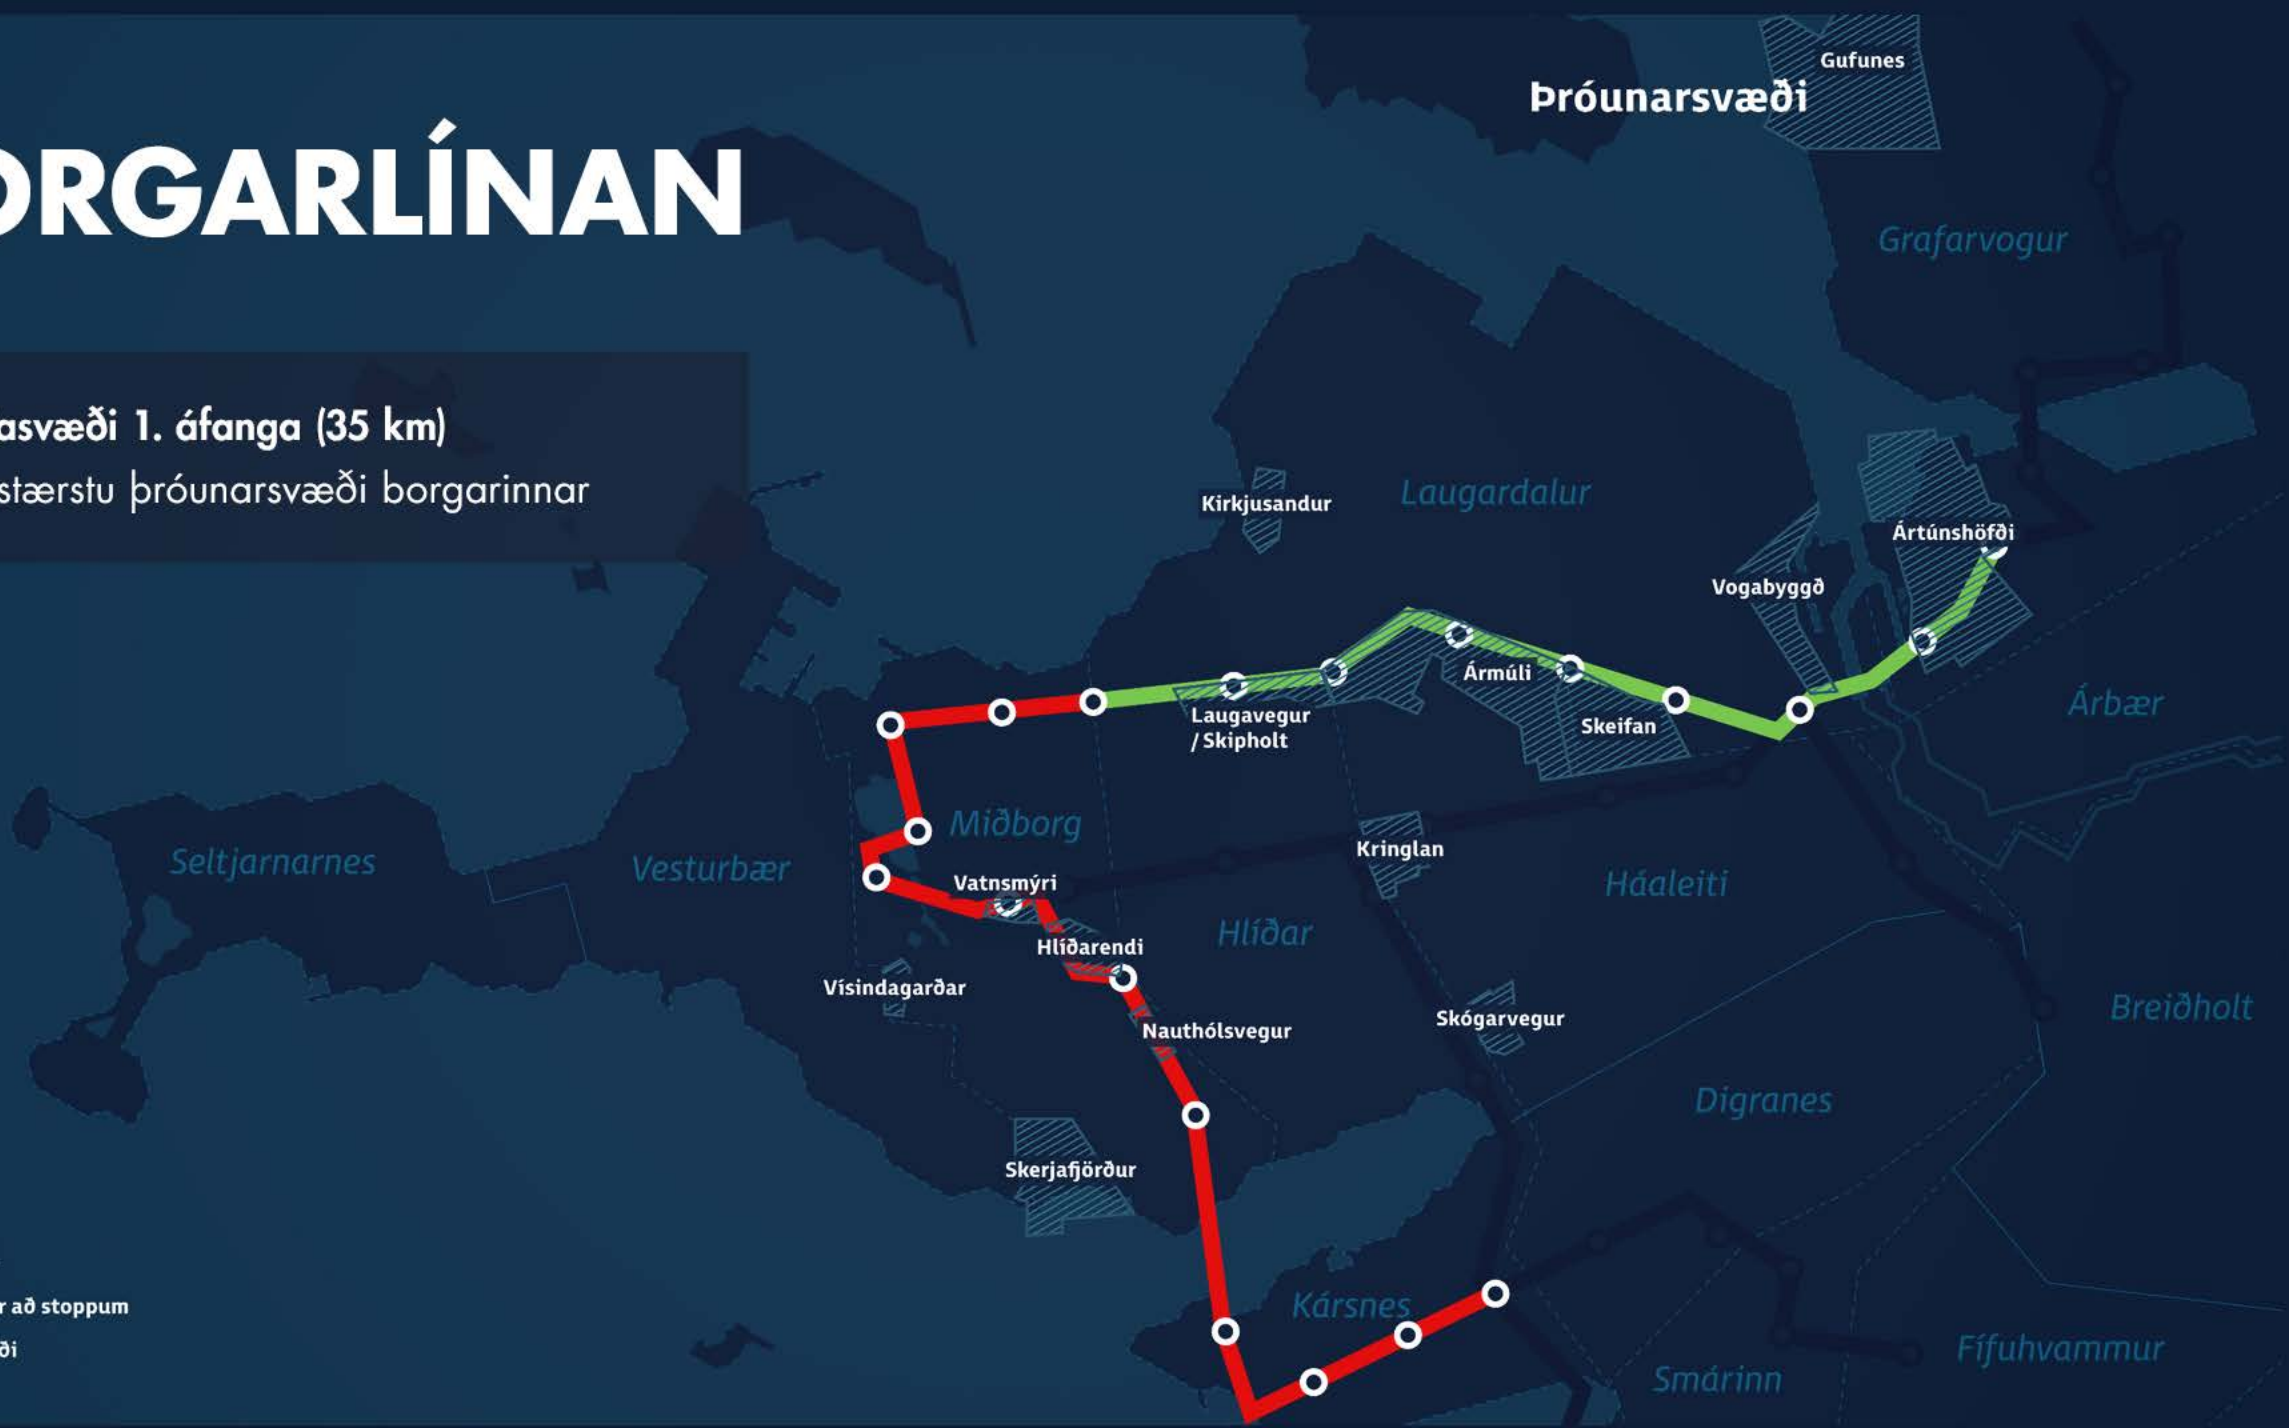 ORGARLÍNAN
asvæði 1. áfanga (35 km)
stærstu þróunarsvæði borgarinnar
Þróunarsvæði
Gufunes
Grafarvogur
Kirkjusandur
Laugardalur
Ártúnshöfði
Vogabyggð
Ármúli
Laugavegur
/ Skipholt
Skeifan
Árbær
Miðborg
Seltjarnarnes
Vesturbær
Kringlan
Háaleiti
Vatnsmýri
Hlíðar
Hlíðarendi
Vísindagarðar
Nauthólsvegur
Skógarvegur
Breiðholt
Digranes
Skerjafjörður
Kársnes
Fífuhvammur
Smárinn
r að stoppum
ði